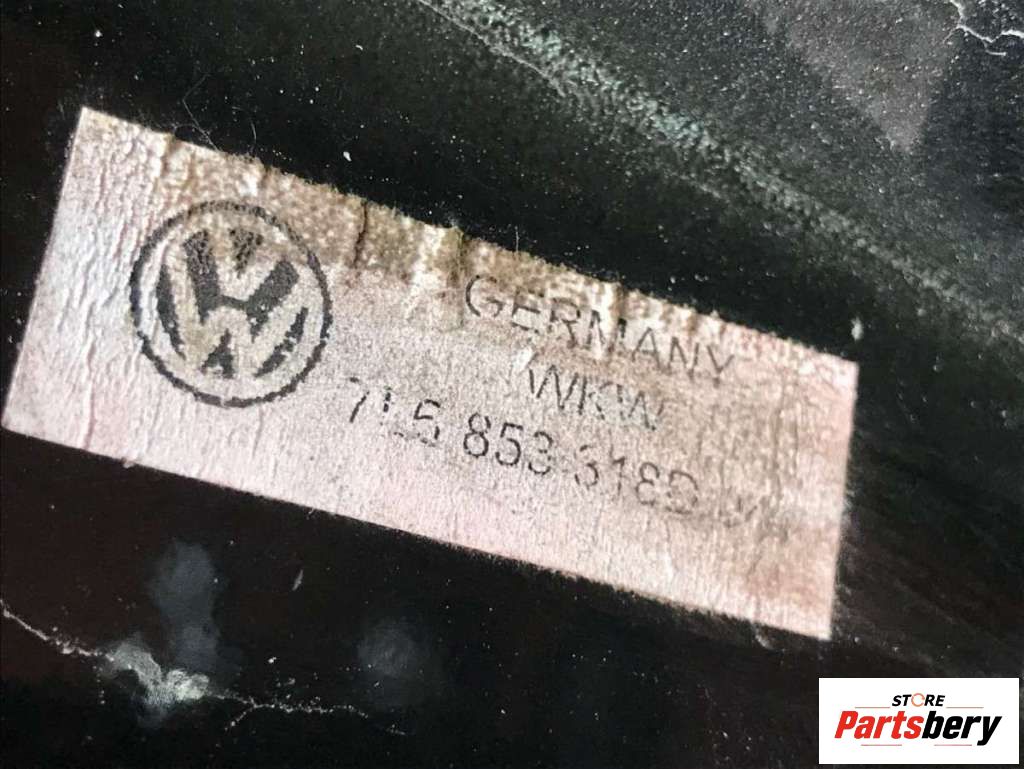 GERMANY
WKW
7L5 853 318D
STORE
Partsbery